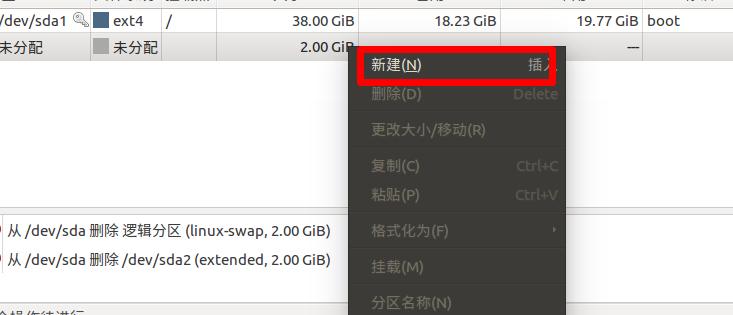 /dev/sda1 ext4 / 38.00 GiB 18.23 GiB 19.77 GiB boot
未分配 未分配 2.00 GiB ---
新建(N) 插入
删除(D) Delete
更改大小/移动(R)
复制(C) Ctrl+C
粘贴(P) Ctrl+V
格式化为(F)
挂载(M)
分区名称(N)
从 /dev/sda 删除 逻辑分区 (linux-swap, 2.00 GiB)
从 /dev/sda 删除 /dev/sda2 (extended, 2.00 GiB)